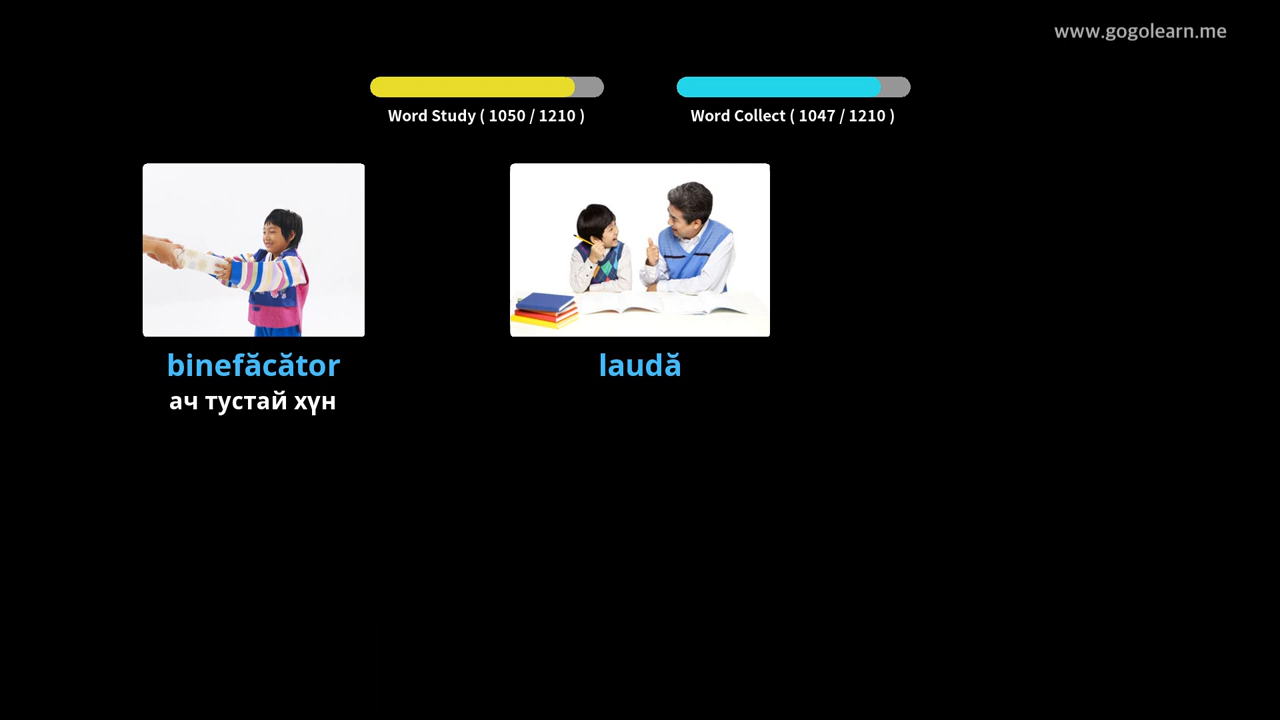 www.gogolearn.me
Word Study ( 1050 / 1210 )
Word Collect ( 1047 / 1210 )
binefăcător
ач тустай хүн
laudă